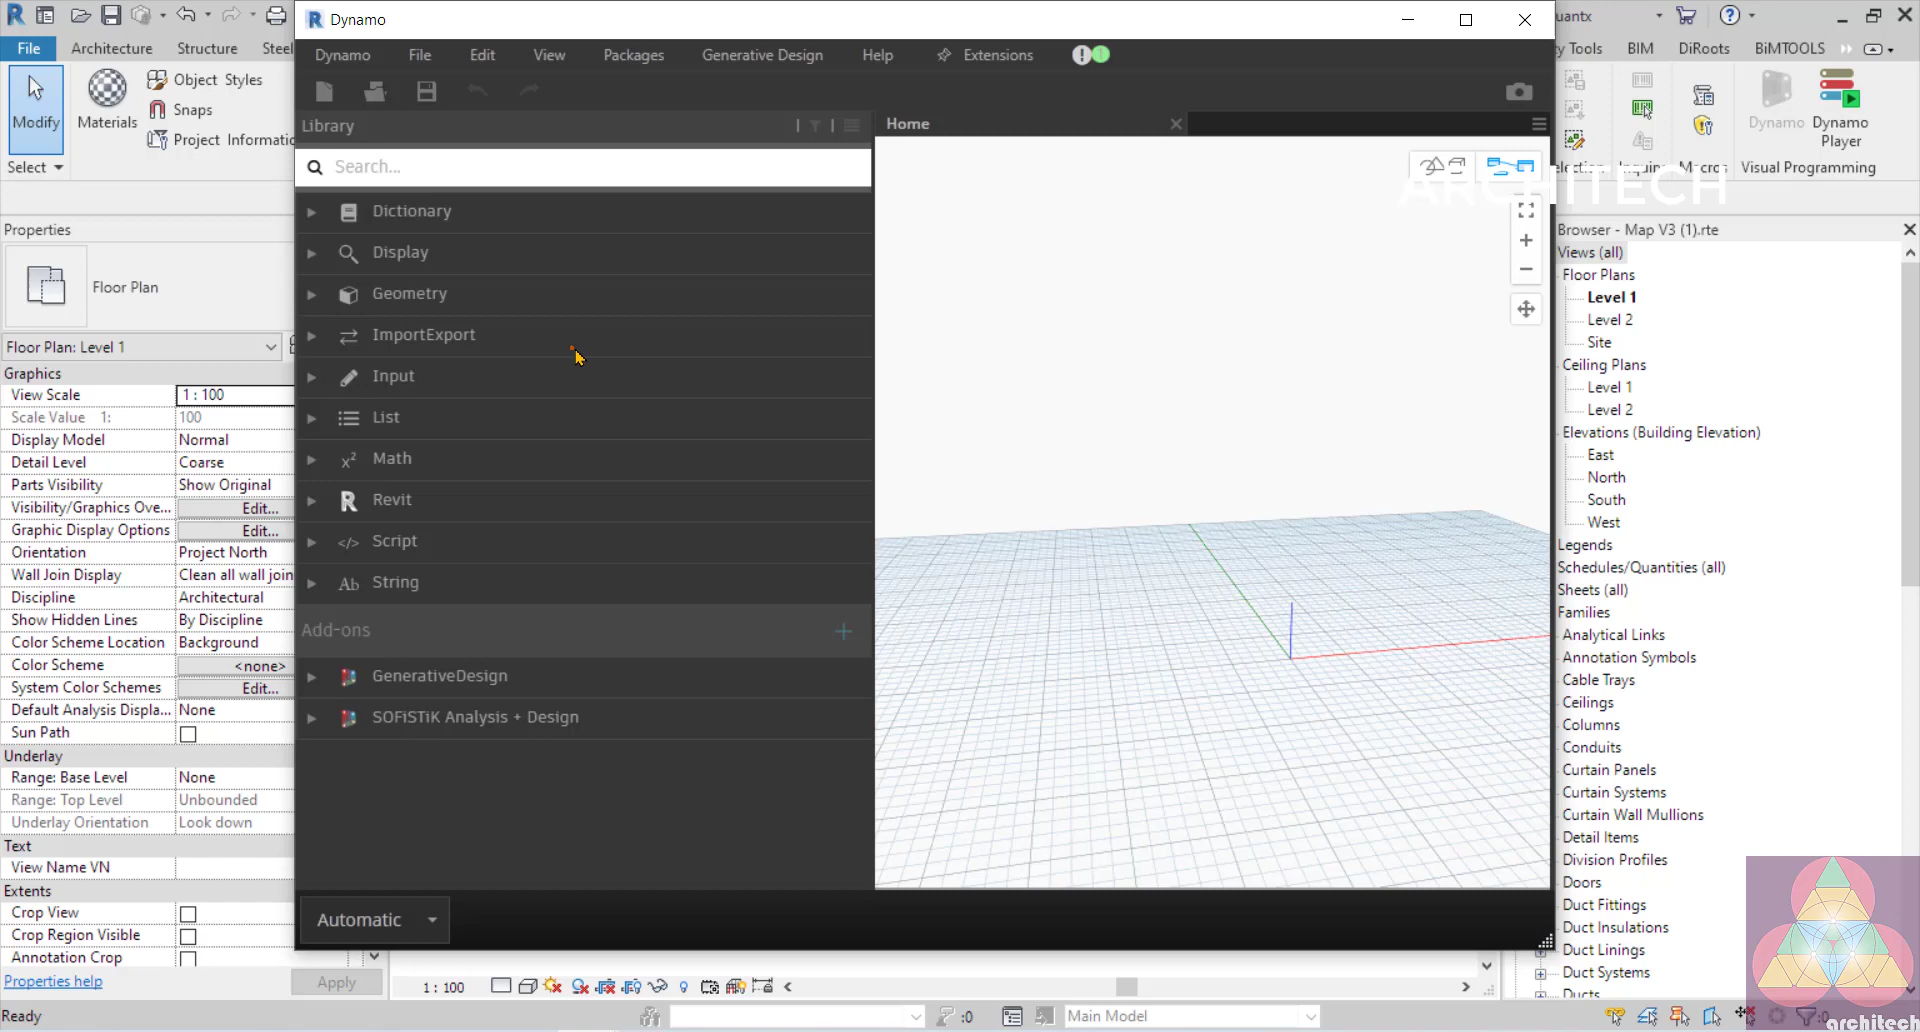 Dynamo
uantx
File
Architecture
Structure
Steel
y Tools
BIM
DiRoots
BiMTOOLS
Dynamo
File
Edit
View
Packages
Generative Design
Help
Extensions
Modify
Select
Materials
Object Styles
Snaps
Project Informatio
Dynamo
Dynamo Player
Macros
Visual Programming
ARCHITECH
Library
Home
Search...
Dictionary
Display
Geometry
ImportExport
Input
List
Math
Revit
Script
String
Add-ons
GenerativeDesign
SOFiSTiK Analysis + Design
Automatic
Properties
Floor Plan
Floor Plan: Level 1
Graphics
View Scale 1 : 100
Scale Value 1: 100
Display Model Normal
Detail Level Coarse
Parts Visibility Show Original
Visibility/Graphics Ove... Edit...
Graphic Display Options Edit...
Orientation Project North
Wall Join Display Clean all wall join
Discipline Architectural
Show Hidden Lines By Discipline
Color Scheme Location Background
Color Scheme <none>
System Color Schemes Edit...
Default Analysis Displa... None
Sun Path
Underlay
Range: Base Level None
Range: Top Level Unbounded
Underlay Orientation Look down
Text
View Name VN
Extents
Crop View
Crop Region Visible
Annotation Crop
Properties help
Apply
Browser - Map V3 (1).rte
Views (all)
Floor Plans
Level 1
Level 2
Site
Ceiling Plans
Level 1
Level 2
Elevations (Building Elevation)
East
North
South
West
Legends
Schedules/Quantities (all)
Sheets (all)
Families
Analytical Links
Annotation Symbols
Cable Trays
Ceilings
Columns
Conduits
Curtain Panels
Curtain Systems
Curtain Wall Mullions
Detail Items
Division Profiles
Doors
Duct Fittings
Duct Insulations
Duct Linings
Duct Systems
Ducts
1 : 100
Ready
:0
Main Model
:0
architech